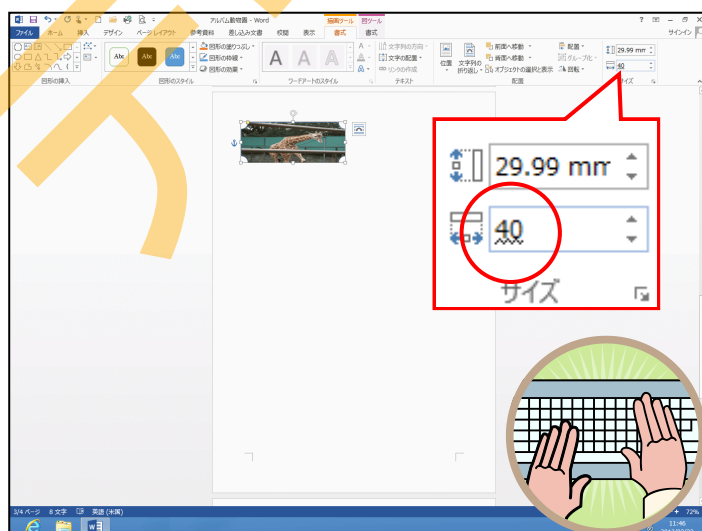 アルバム動物園 - Word
描画ツール 図ツール
ファイル ホーム 挿入 デザイン ページ レイアウト 参考資料 差し込み文書 校閲 表示 書式 書式 サインイン
Abc Abc Abc
図形の塗りつぶし
図形の枠線
図形の効果
A A A
文字列の方向
文字の配置
リンクの作成
位置 文字列の折り返し
前面へ移動
背面へ移動
オブジェクトの選択と表示
配置
グループ化
回転
29.99 mm
40
図形の挿入 図形のスタイル ワードアートのスタイル テキスト 配置 サイズ
29.99 mm
40
サイズ
3/4 ページ 8 文字 英語 (米国) 72%
11:46